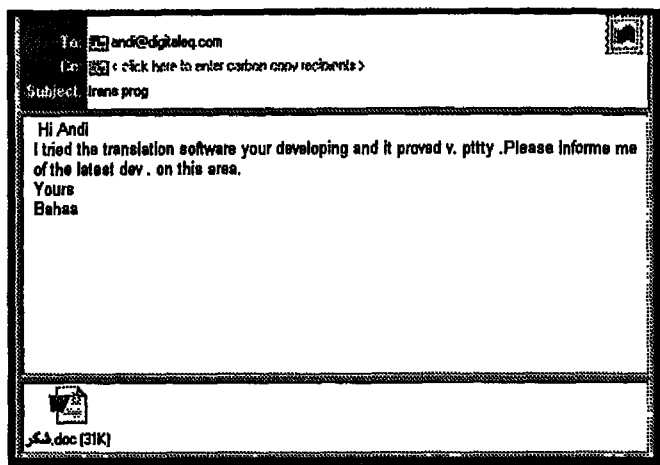 To: andi@digitaleq.com
Cc: < click here to enter carbon copy recipients >
Subject: trans prog
Hi Andi
I tried the translation software your developing and it proved v. ptity .Please informe me
of the latest dev . on this area.
Yours
Bahaa
شكر.doc (31K)